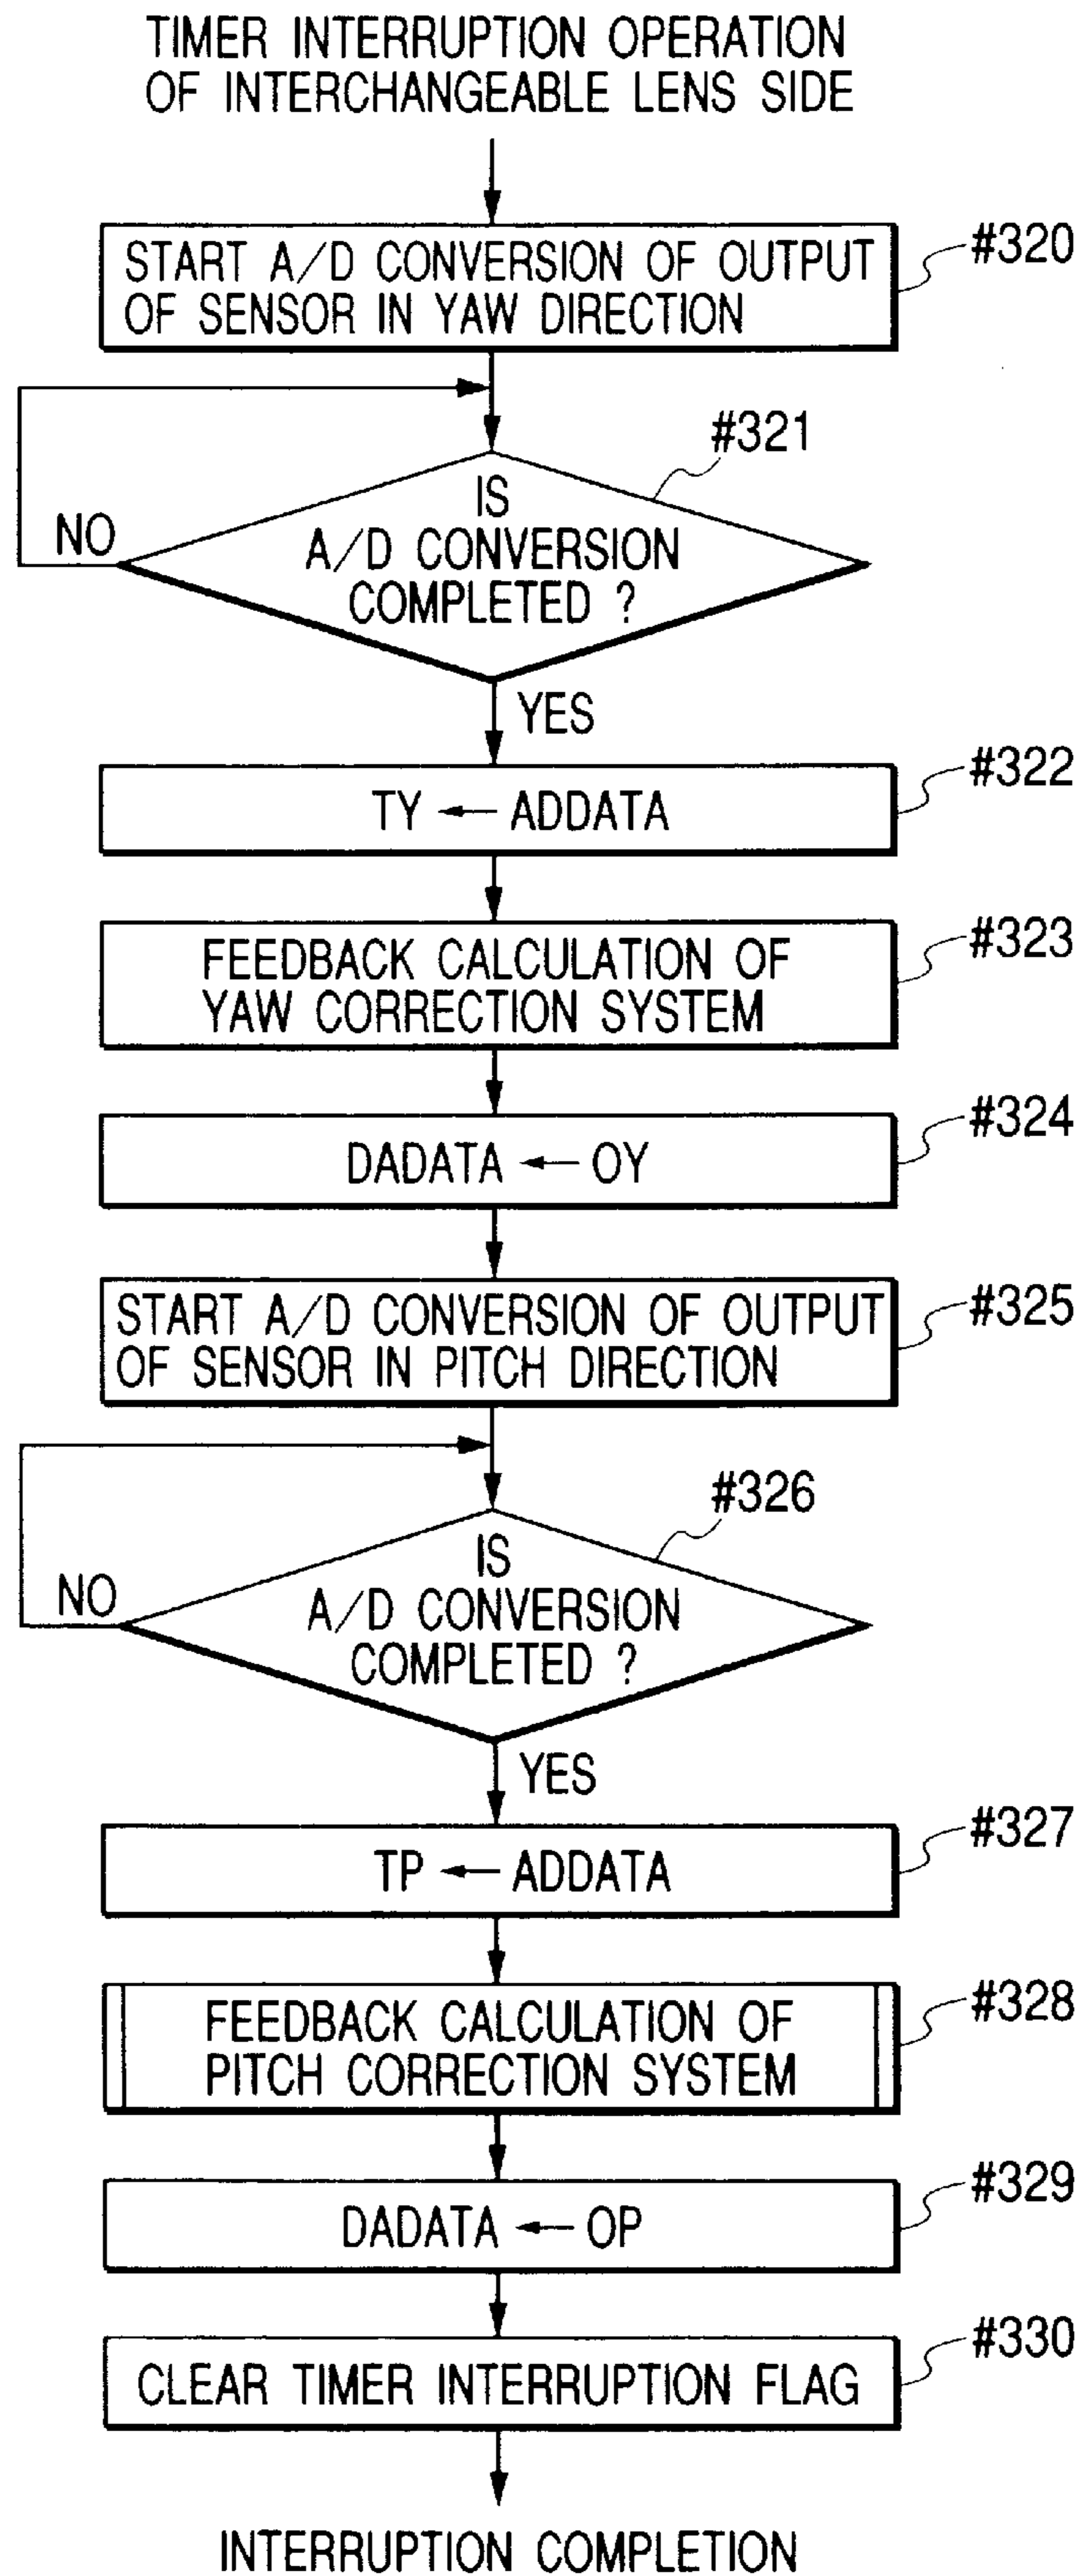 TIMER INTERRUPTION OPERATION
OF INTERCHANGEABLE LENS SIDE
START A/D CONVERSION OF OUTPUT
OF SENSOR IN YAW DIRECTION
#320
#321
IS
A/D CONVERSION
COMPLETED ?
NO
YES
TY ← ADDATA
#322
FEEDBACK CALCULATION OF
YAW CORRECTION SYSTEM
#323
DADATA ← OY
#324
START A/D CONVERSION OF OUTPUT
OF SENSOR IN PITCH DIRECTION
#325
#326
IS
A/D CONVERSION
COMPLETED ?
NO
YES
TP ← ADDATA
#327
FEEDBACK CALCULATION OF
PITCH CORRECTION SYSTEM
#328
DADATA ← OP
#329
CLEAR TIMER INTERRUPTION FLAG
#330
INTERRUPTION COMPLETION